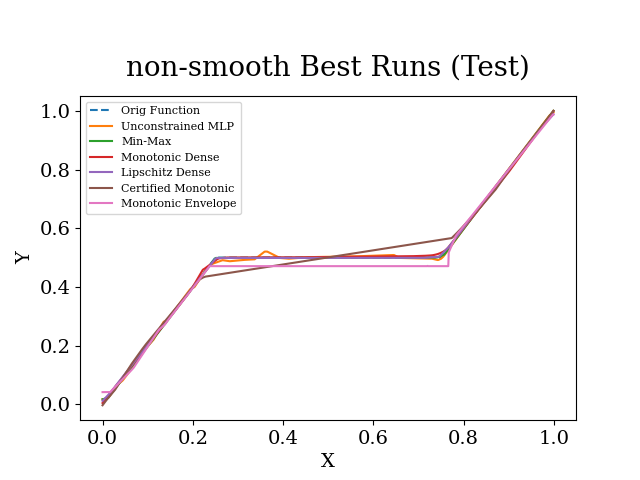 non-smooth Best Runs (Test)
Orig Function
Unconstrained MLP
Min-Max
Monotonic Dense
Lipschitz Dense
Certified Monotonic
Monotonic Envelope
1.0
0.8
0.6
0.4
0.2
0.0
Y
0.0 0.2 0.4 0.6 0.8 1.0
X